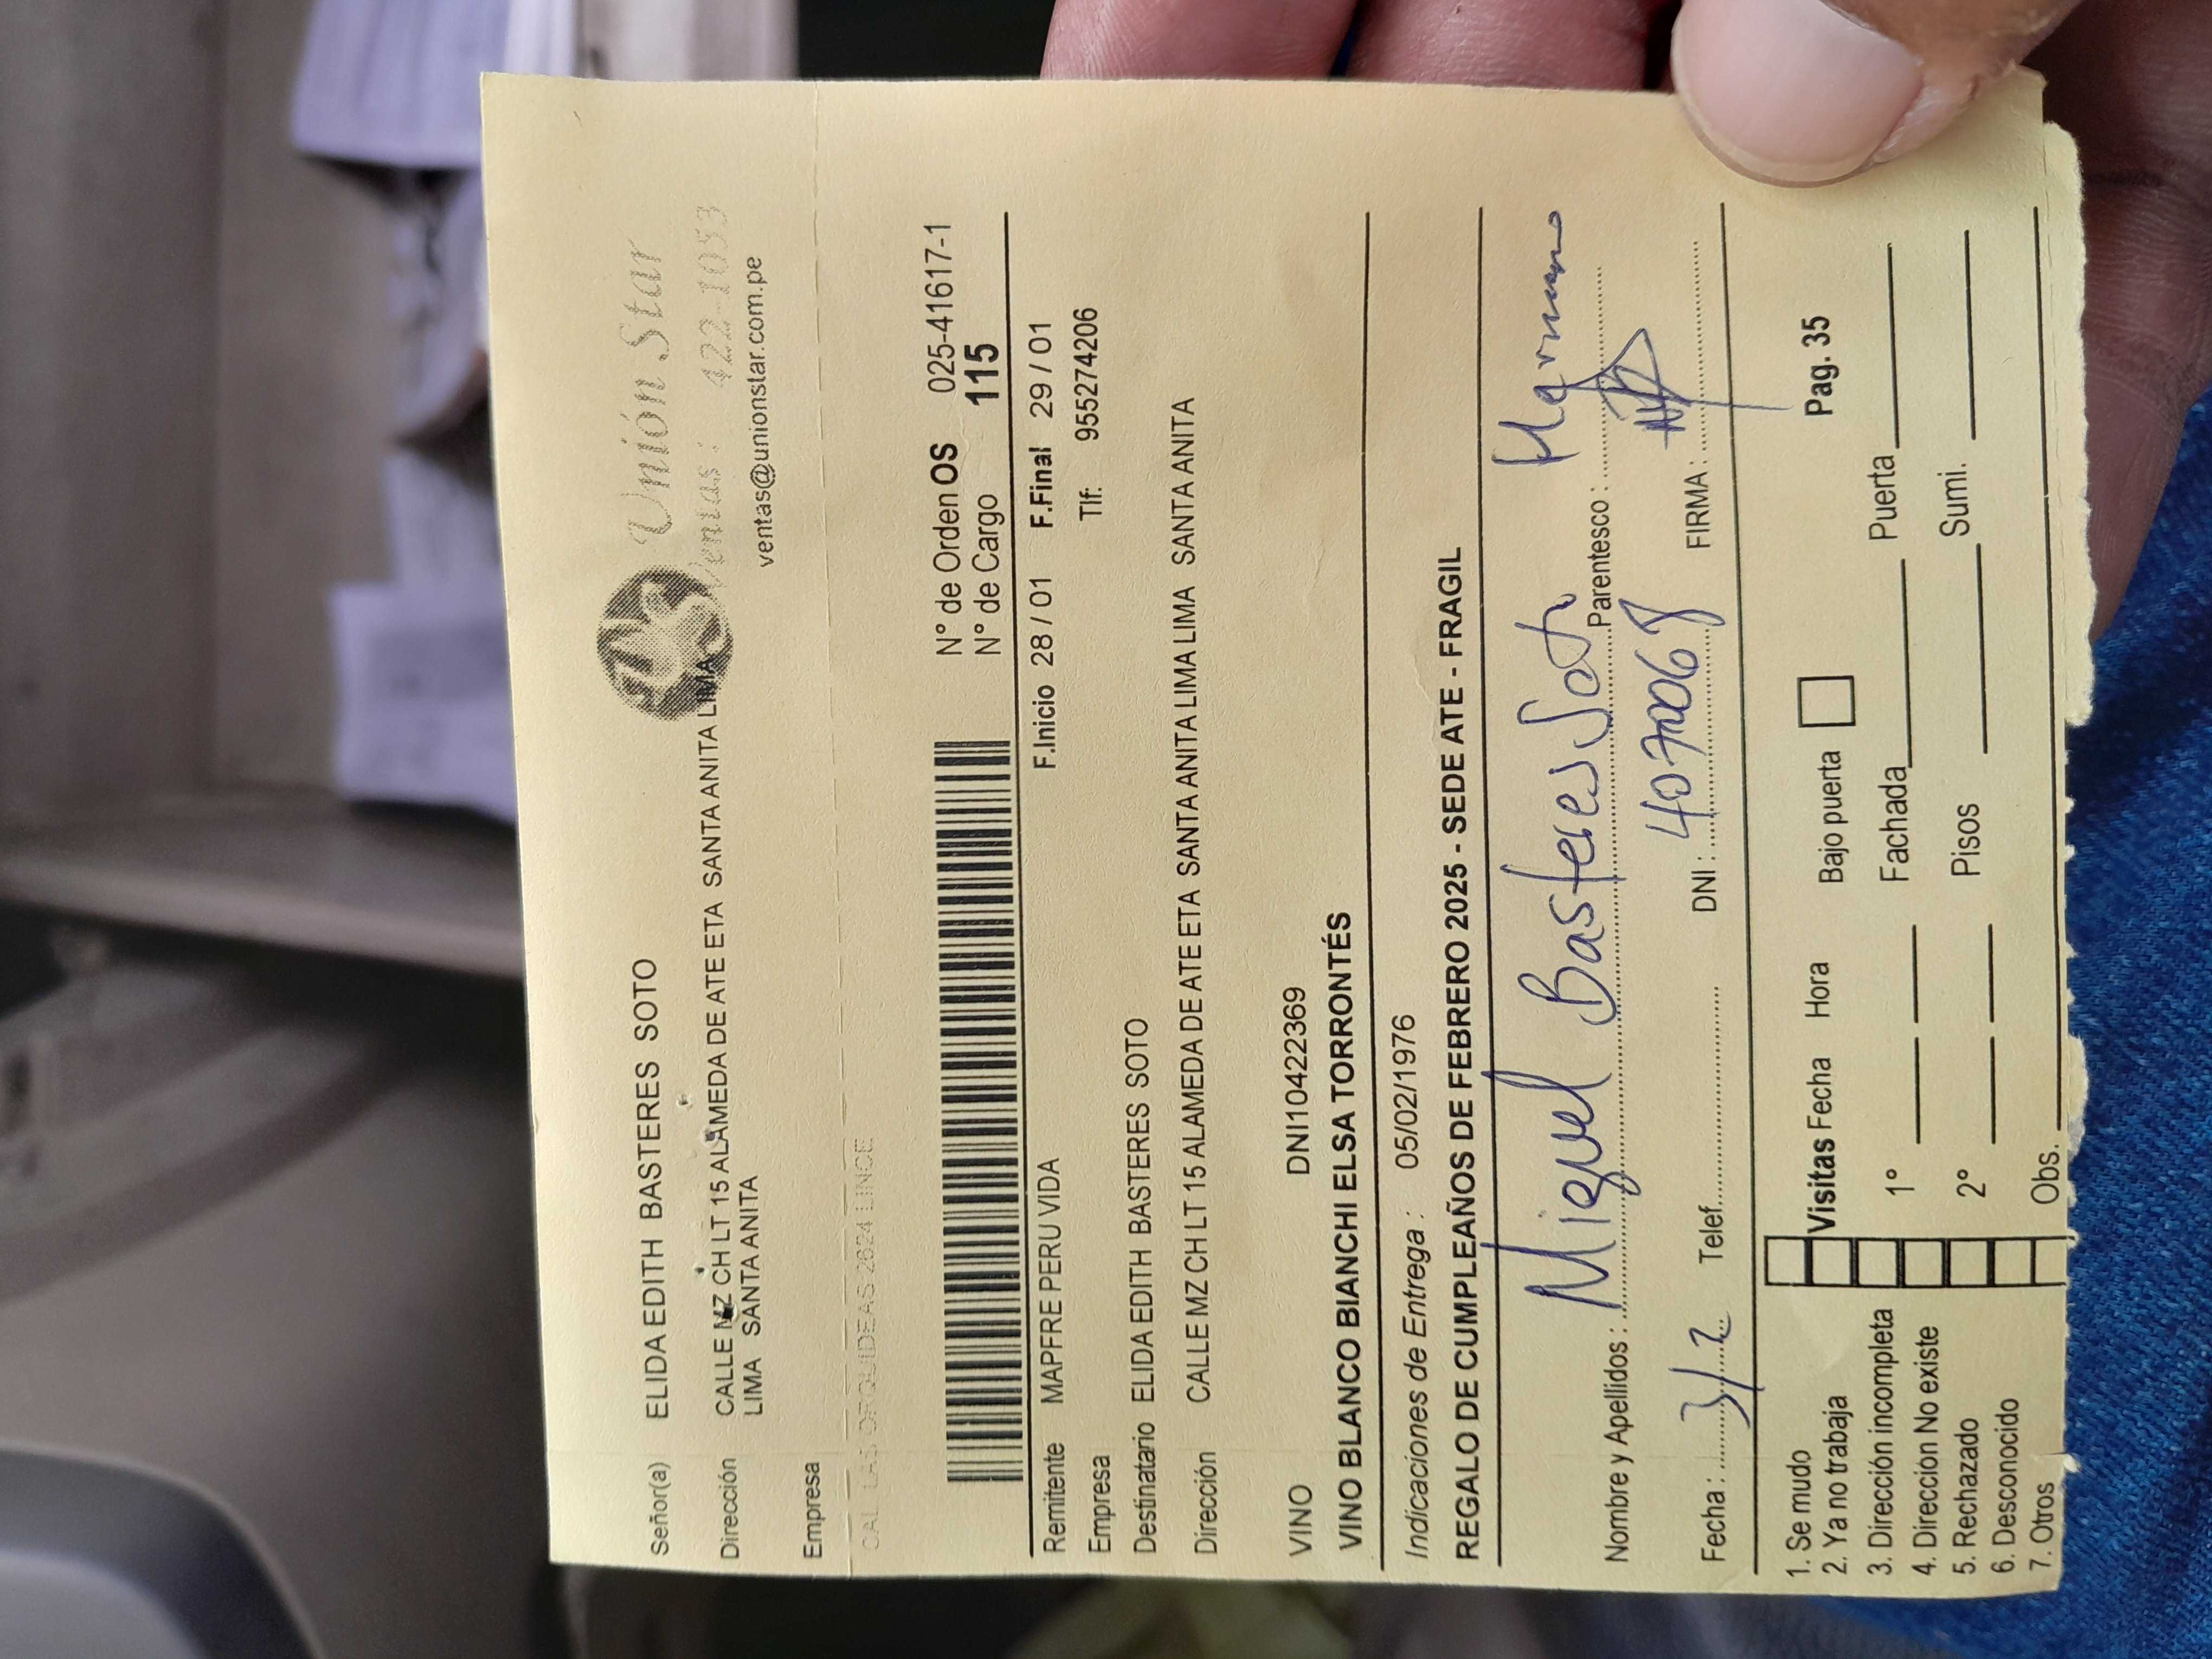 Unión Star
Ventas: 422-1053
ventas@unionstar.com.pe
Señor(a) ELIDA EDITH BASTERES SOTO
Dirección CALLE MZ CH LT 15 ALAMEDA DE ATE ETA SANTA ANITA LIMA
LIMA SANTA ANITA
Empresa
CAL LAS ORQUIDEAS 2624 LINCE
N° de Orden OS 025-41617-1
N° de Cargo 115
Remitente MAPFRE PERU VIDA F.Inicio 28 / 01 F.Final 29 / 01
Empresa Tlf: 955274206
Destinatario ELIDA EDITH BASTERES SOTO
Dirección CALLE MZ CH LT 15 ALAMEDA DE ATE ETA SANTA ANITA LIMA LIMA SANTA ANITA
VINO DNI10422369
VINO BLANCO BIANCHI ELSA TORRONTÉS
Indicaciones de Entrega : 05/02/1976
REGALO DE CUMPLEAÑOS DE FEBRERO 2025 - SEDE ATE - FRAGIL
Nombre y Apellidos : Miguel Basteres Soto Parentesco : Hermano
Fecha : 3/2 Telef. DNI : 40700068 FIRMA :
1. Se mudo
2. Ya no trabaja Visitas Fecha Hora Bajo puerta Pag. 35
3. Dirección incompleta 1° Fachada Puerta
4. Direccion No existe
5. Rechazado 2° Pisos Sumi.
6. Desconocido
7. Otros Obs.